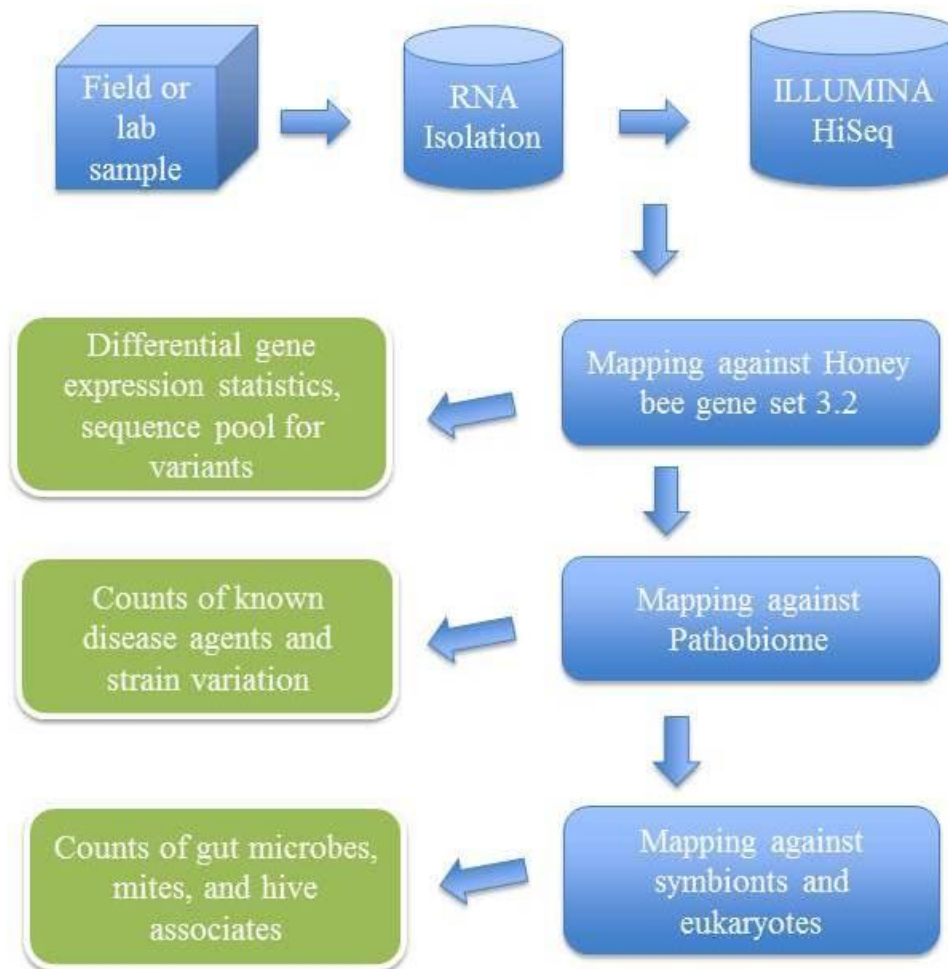 Field or
lab
sample
RNA
Isolation
ILLUMINA
HiSeq
Mapping against Honey
bee gene set 3.2
Differential gene
expression statistics,
sequence pool for
variants
Mapping against
Pathobiome
Counts of known
disease agents and
strain variation
Mapping against
symbionts and
eukaryotes
Counts of gut microbes,
mites, and hive
associates